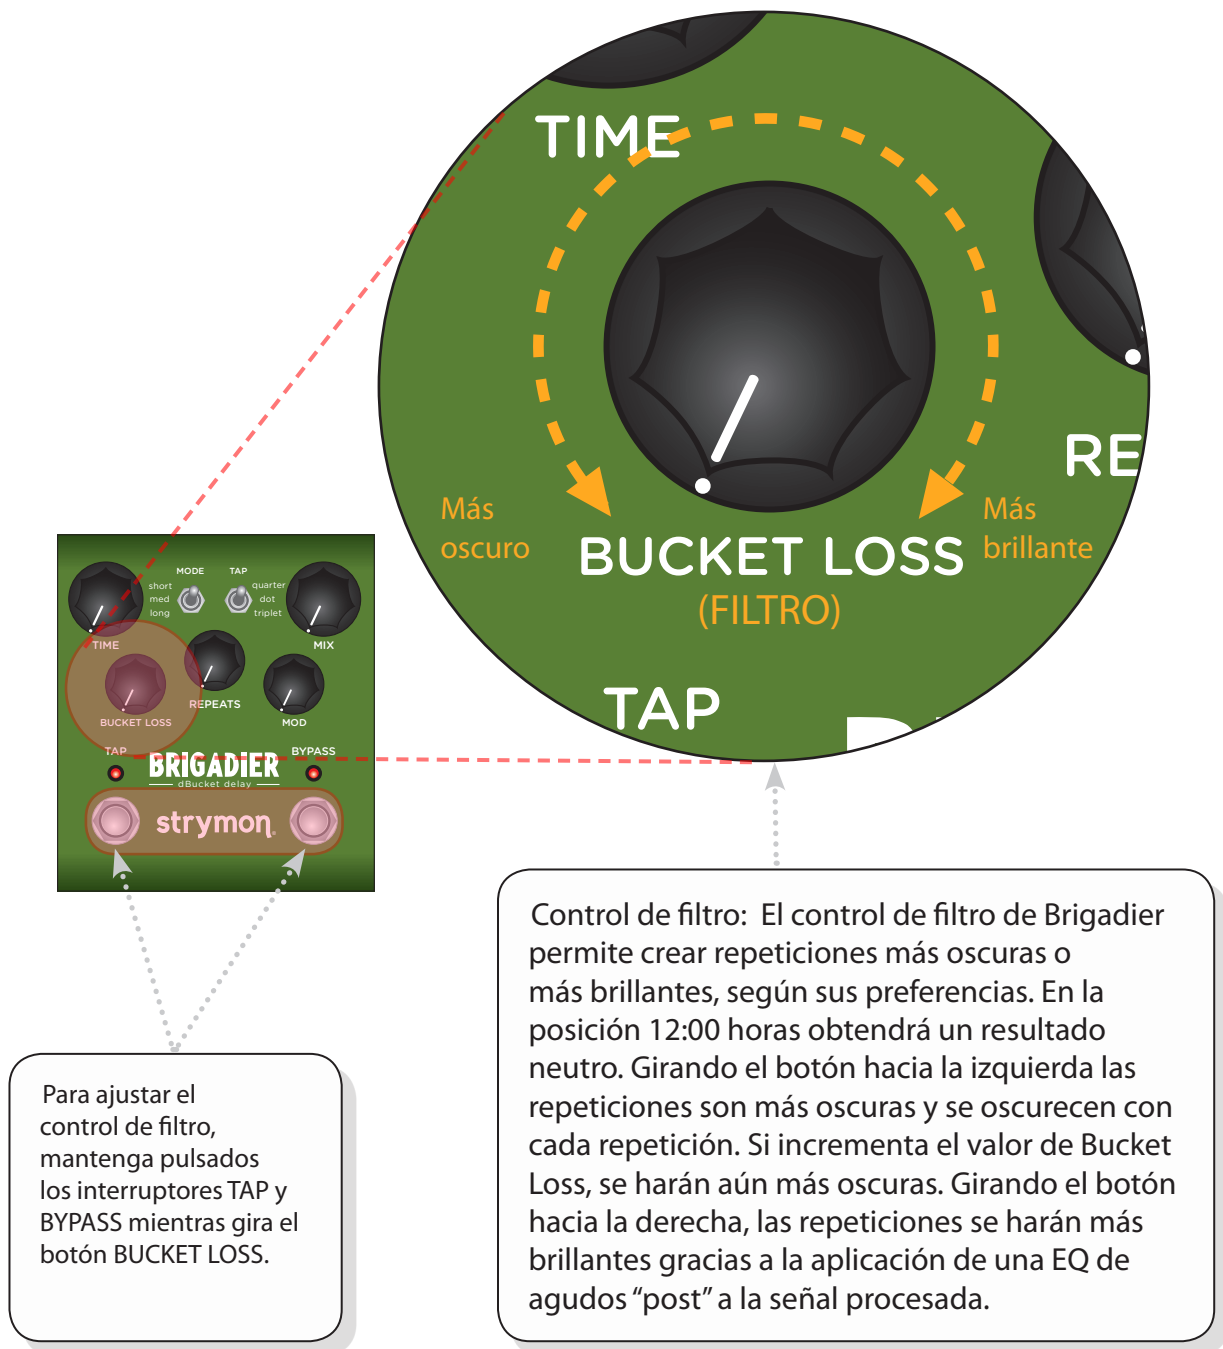 TIME
RE
Más
oscuro
Más
brillante
BUCKET LOSS
(FILTRO)
TAP
MODE
TAP
short
med
long
quarter
dot
triplet
TIME
MIX
REPEATS
BUCKET LOSS
MOD
TAP
BYPASS
BRIGADIER
dBucket delay
strymon®
Control de filtro: El control de filtro de Brigadier
permite crear repeticiones más oscuras o
más brillantes, según sus preferencias. En la
posición 12:00 horas obtendrá un resultado
neutro. Girando el botón hacia la izquierda las
repeticiones son más oscuras y se oscurecen con
cada repetición. Si incrementa el valor de Bucket
Loss, se harán aún más oscuras. Girando el botón
hacia la derecha, las repeticiones se harán más
brillantes gracias a la aplicación de una EQ de
agudos “post” a la señal procesada.
Para ajustar el
control de filtro,
mantenga pulsados
los interruptores TAP y
BYPASS mientras gira el
botón BUCKET LOSS.